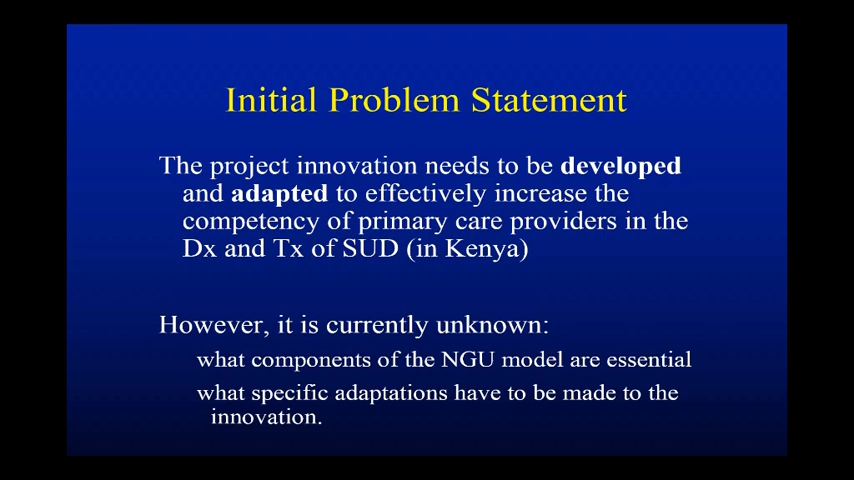 Initial Problem Statement
The project innovation needs to be developed
and adapted to effectively increase the
competency of primary care providers in the
Dx and Tx of SUD (in Kenya)
However, it is currently unknown:
what components of the NGU model are essential
what specific adaptations have to be made to the
innovation.